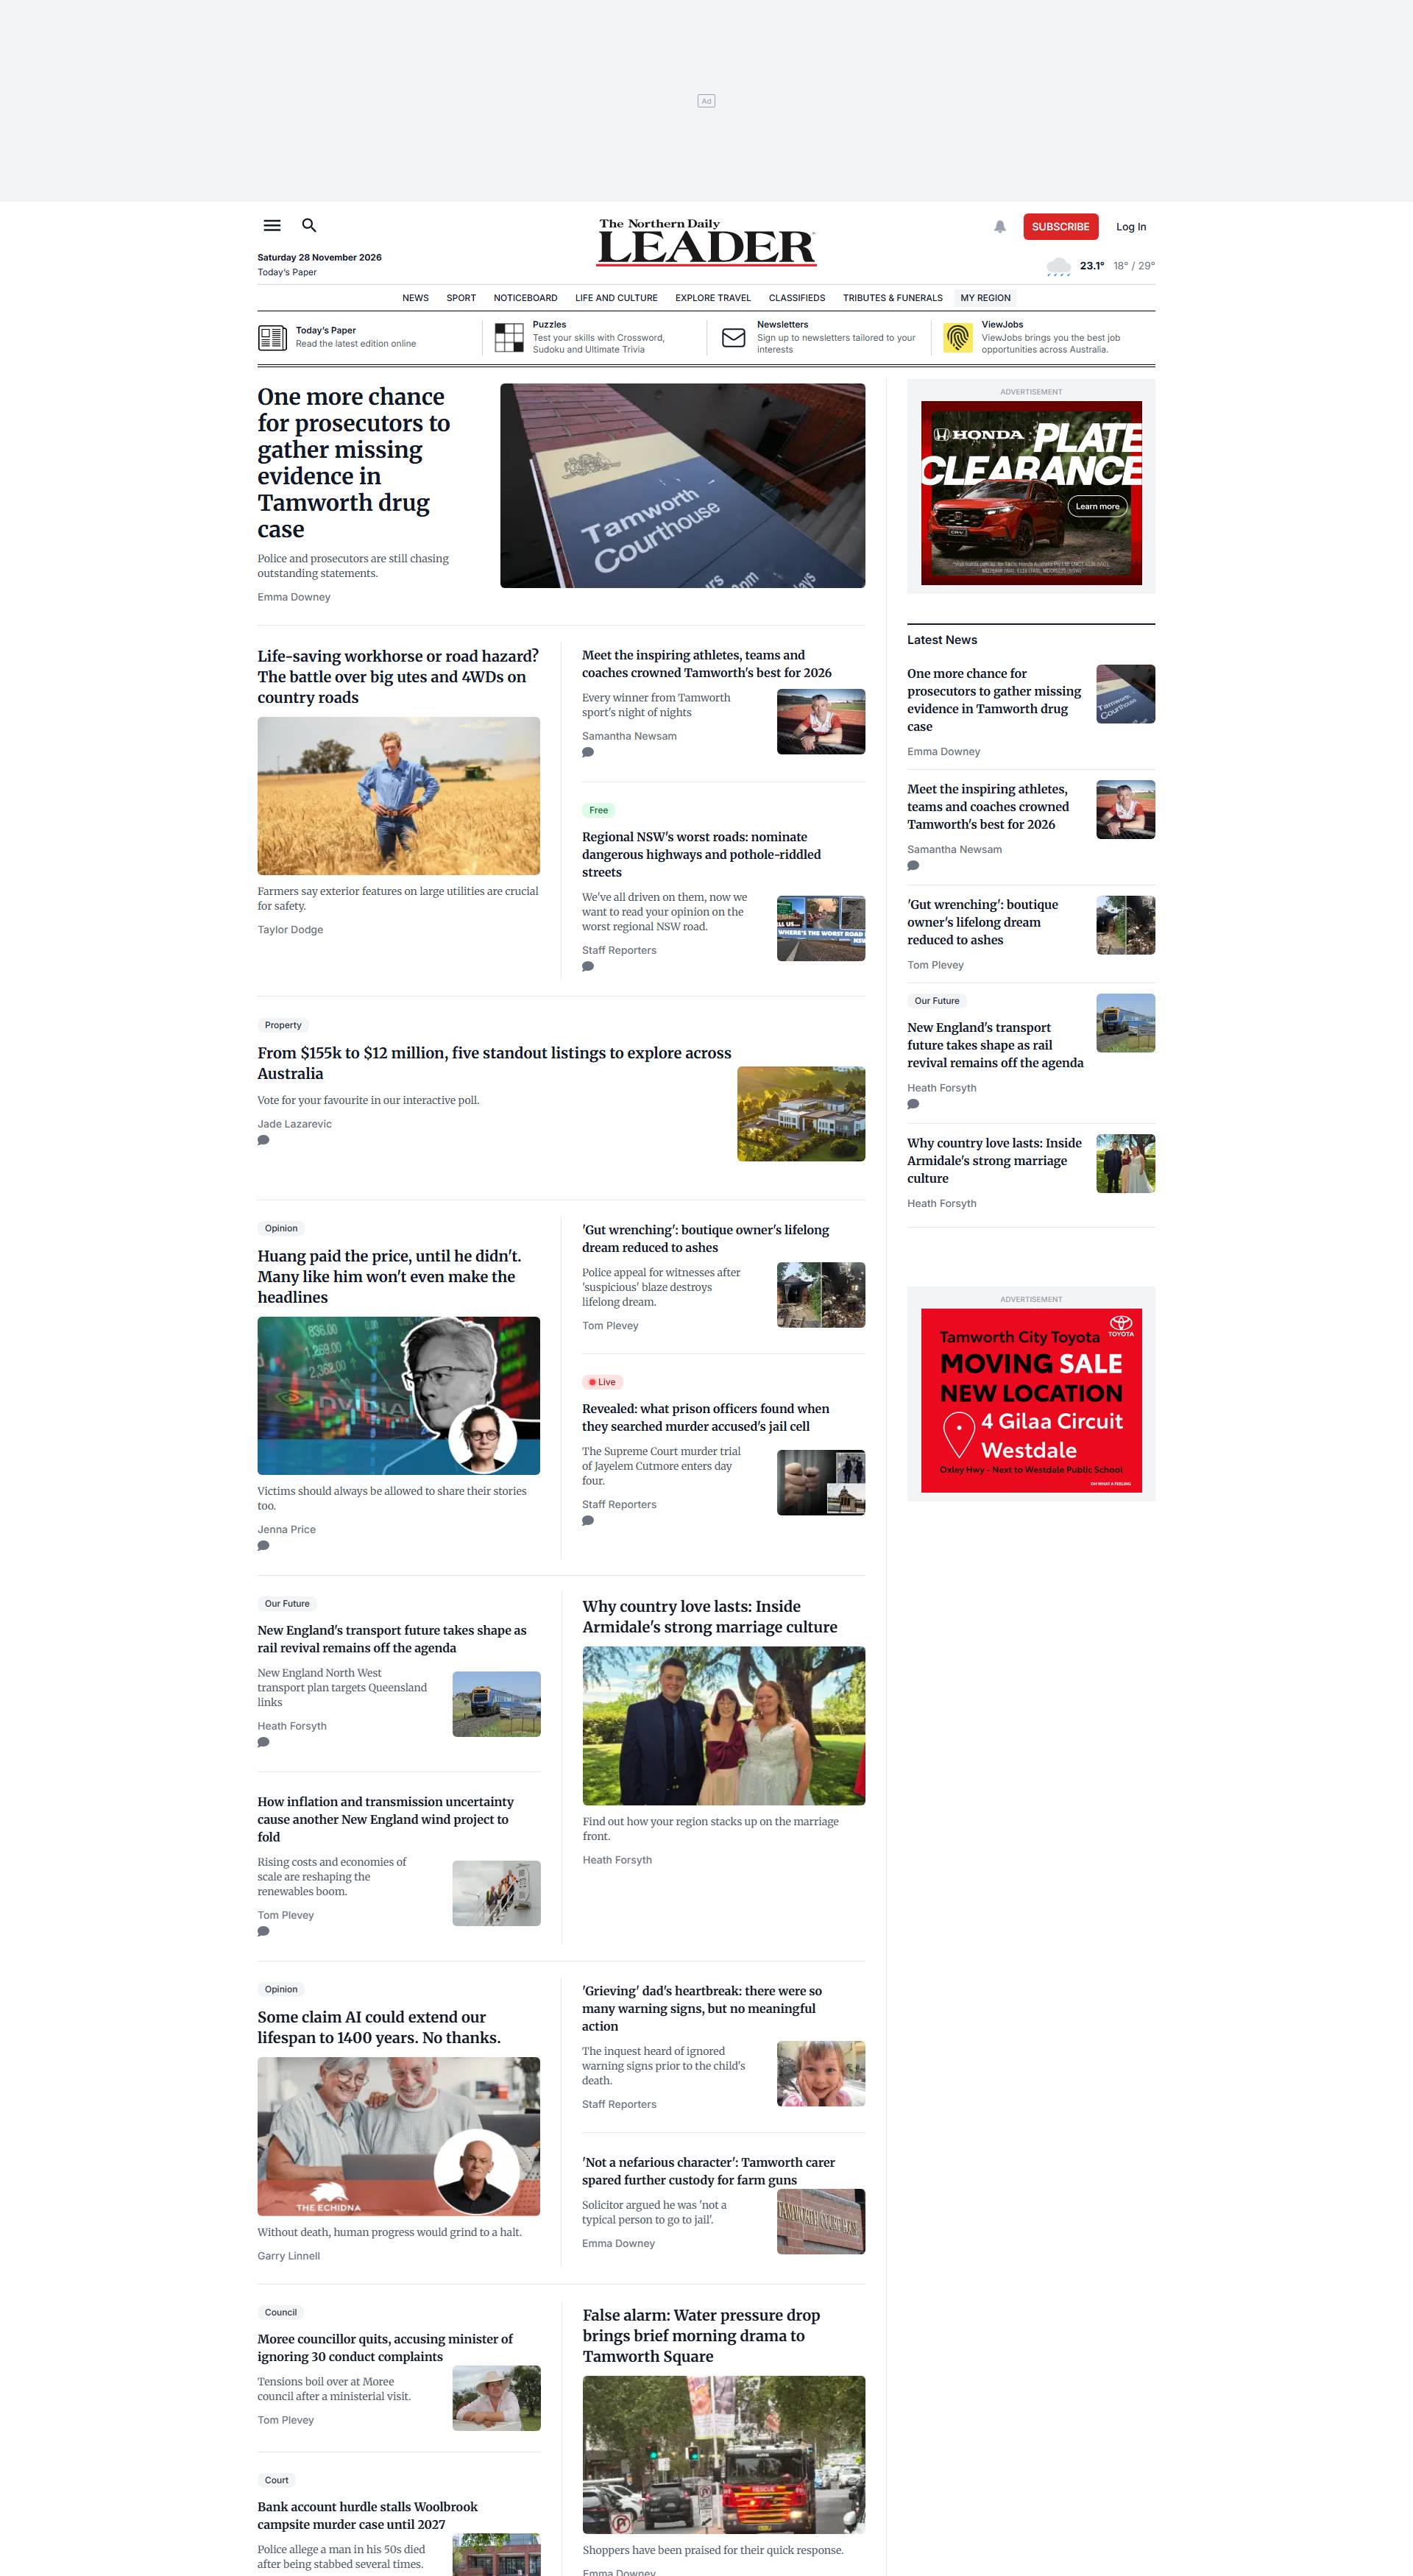 Ad
The Northern Daily
LEADER
SUBSCRIBE
Log In
Saturday 28 November 2026
Today's Paper
23.1°
18° / 29°
NEWS
SPORT
NOTICEBOARD
LIFE AND CULTURE
EXPLORE TRAVEL
CLASSIFIEDS
TRIBUTES & FUNERALS
MY REGION
Today's Paper
Read the latest edition online
Puzzles
Test your skills with Crossword,
Sudoku and Ultimate Trivia
Newsletters
Sign up to newsletters tailored to your
interests
ViewJobs
ViewJobs brings you the best job
opportunities across Australia.
One more chance
for prosecutors to
gather missing
evidence in
Tamworth drug
case
Police and prosecutors are still chasing
outstanding statements.
Emma Downey
Tamworth
Courthouse
Life-saving workhorse or road hazard?
The battle over big utes and 4WDs on
country roads
Farmers say exterior features on large utilities are crucial
for safety.
Taylor Dodge
Meet the inspiring athletes, teams and
coaches crowned Tamworth's best for 2026
Every winner from Tamworth
sport's night of nights
Samantha Newsam
Free
Regional NSW's worst roads: nominate
dangerous highways and pothole-riddled
streets
We've all driven on them, now we
want to read your opinion on the
worst regional NSW road.
Staff Reporters
WHERE'S THE WORST ROAD
Property
From $155k to $12 million, five standout listings to explore across
Australia
Vote for your favourite in our interactive poll.
Jade Lazarevic
Opinion
Huang paid the price, until he didn't.
Many like him won't even make the
headlines
836.00
1,269.00
2,362.00
NVIDIA
Victims should always be allowed to share their stories
too.
Jenna Price
'Gut wrenching': boutique owner's lifelong
dream reduced to ashes
Police appeal for witnesses after
'suspicious' blaze destroys
lifelong dream.
Tom Plevey
Live
Revealed: what prison officers found when
they searched murder accused's jail cell
The Supreme Court murder trial
of Jayelem Cutmore enters day
four.
Staff Reporters
Our Future
New England's transport future takes shape as
rail revival remains off the agenda
New England North West
transport plan targets Queensland
links
Heath Forsyth
How inflation and transmission uncertainty
cause another New England wind project to
fold
Rising costs and economies of
scale are reshaping the
renewables boom.
Tom Plevey
Why country love lasts: Inside
Armidale's strong marriage culture
Find out how your region stacks up on the marriage
front.
Heath Forsyth
Opinion
Some claim AI could extend our
lifespan to 1400 years. No thanks.
THE ECHIDNA
Without death, human progress would grind to a halt.
Garry Linnell
'Grieving' dad's heartbreak: there were so
many warning signs, but no meaningful
action
The inquest heard of ignored
warning signs prior to the child's
death.
Staff Reporters
'Not a nefarious character': Tamworth carer
spared further custody for farm guns
Solicitor argued he was 'not a
typical person to go to jail'.
Emma Downey
TAMWORTH COURT HOUSE
Council
Moree councillor quits, accusing minister of
ignoring 30 conduct complaints
Tensions boil over at Moree
council after a ministerial visit.
Tom Plevey
Court
Bank account hurdle stalls Woolbrook
campsite murder case until 2027
Police allege a man in his 50s died
after being stabbed several times.
False alarm: Water pressure drop
brings brief morning drama to
Tamworth Square
RESCUE
Shoppers have been praised for their quick response.
Emma Downey
ADVERTISEMENT
HONDA
PLATE
CLEARANCE
Learn more
CR-V
Latest News
One more chance for
prosecutors to gather missing
evidence in Tamworth drug
case
Emma Downey
Tamworth
Courthouse
Meet the inspiring athletes,
teams and coaches crowned
Tamworth's best for 2026
Samantha Newsam
'Gut wrenching': boutique
owner's lifelong dream
reduced to ashes
Tom Plevey
Our Future
New England's transport
future takes shape as rail
revival remains off the agenda
Heath Forsyth
Why country love lasts: Inside
Armidale's strong marriage
culture
Heath Forsyth
ADVERTISEMENT
TOYOTA
Tamworth City Toyota
MOVING SALE
NEW LOCATION
4 Gilaa Circuit
Westdale
Oxley Hwy - Next to Westdale Public School
OH WHAT A FEELING